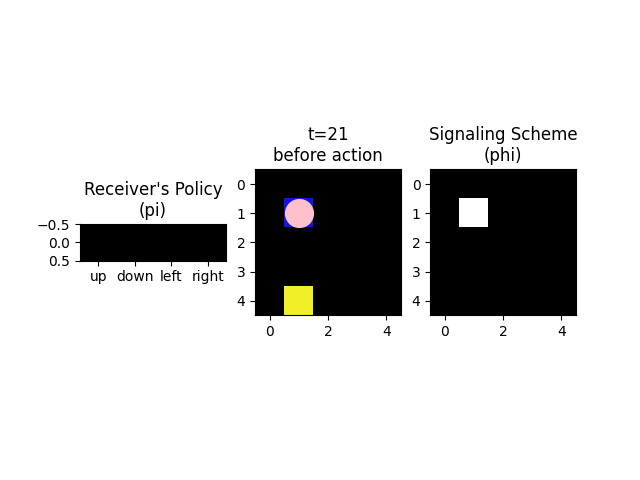 Receiver's Policy
(pi)
−0.5
0.0
0.5
up down left right
t=21
before action
0
1
2
3
4
0 2 4
Signaling Scheme
(phi)
0
1
2
3
4
0 2 4